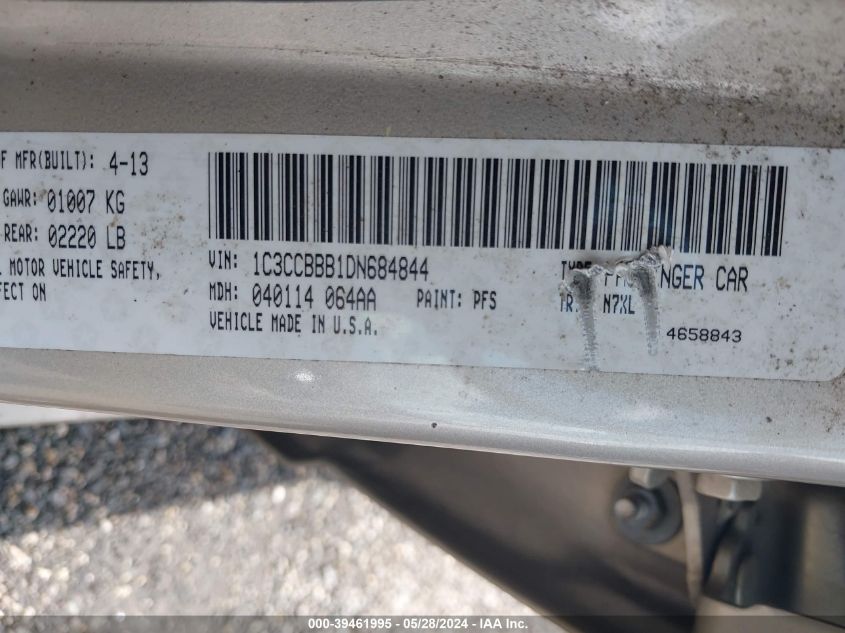 F MFR(BUILT): 4-13
GAWR: 01007 KG
REAR: 02220 LB
L MOTOR VEHICLE SAFETY,
FECT ON
VIN: 1C3CCBBB1DN684844
MDH: 040114 064AA PAINT: PFS
VEHICLE MADE IN U.S.A.
NGER CAR
N7XL
4658843
000-39461995 - 05/28/2024 - IAA Inc.